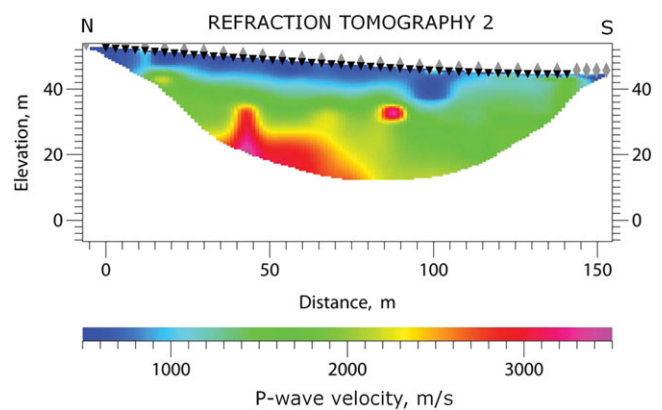 REFRACTION TOMOGRAPHY 2
N S
40 40
Elevation, m
20 20
0 0
0 50 100 150
Distance, m
1000 2000 3000
P-wave velocity, m/s